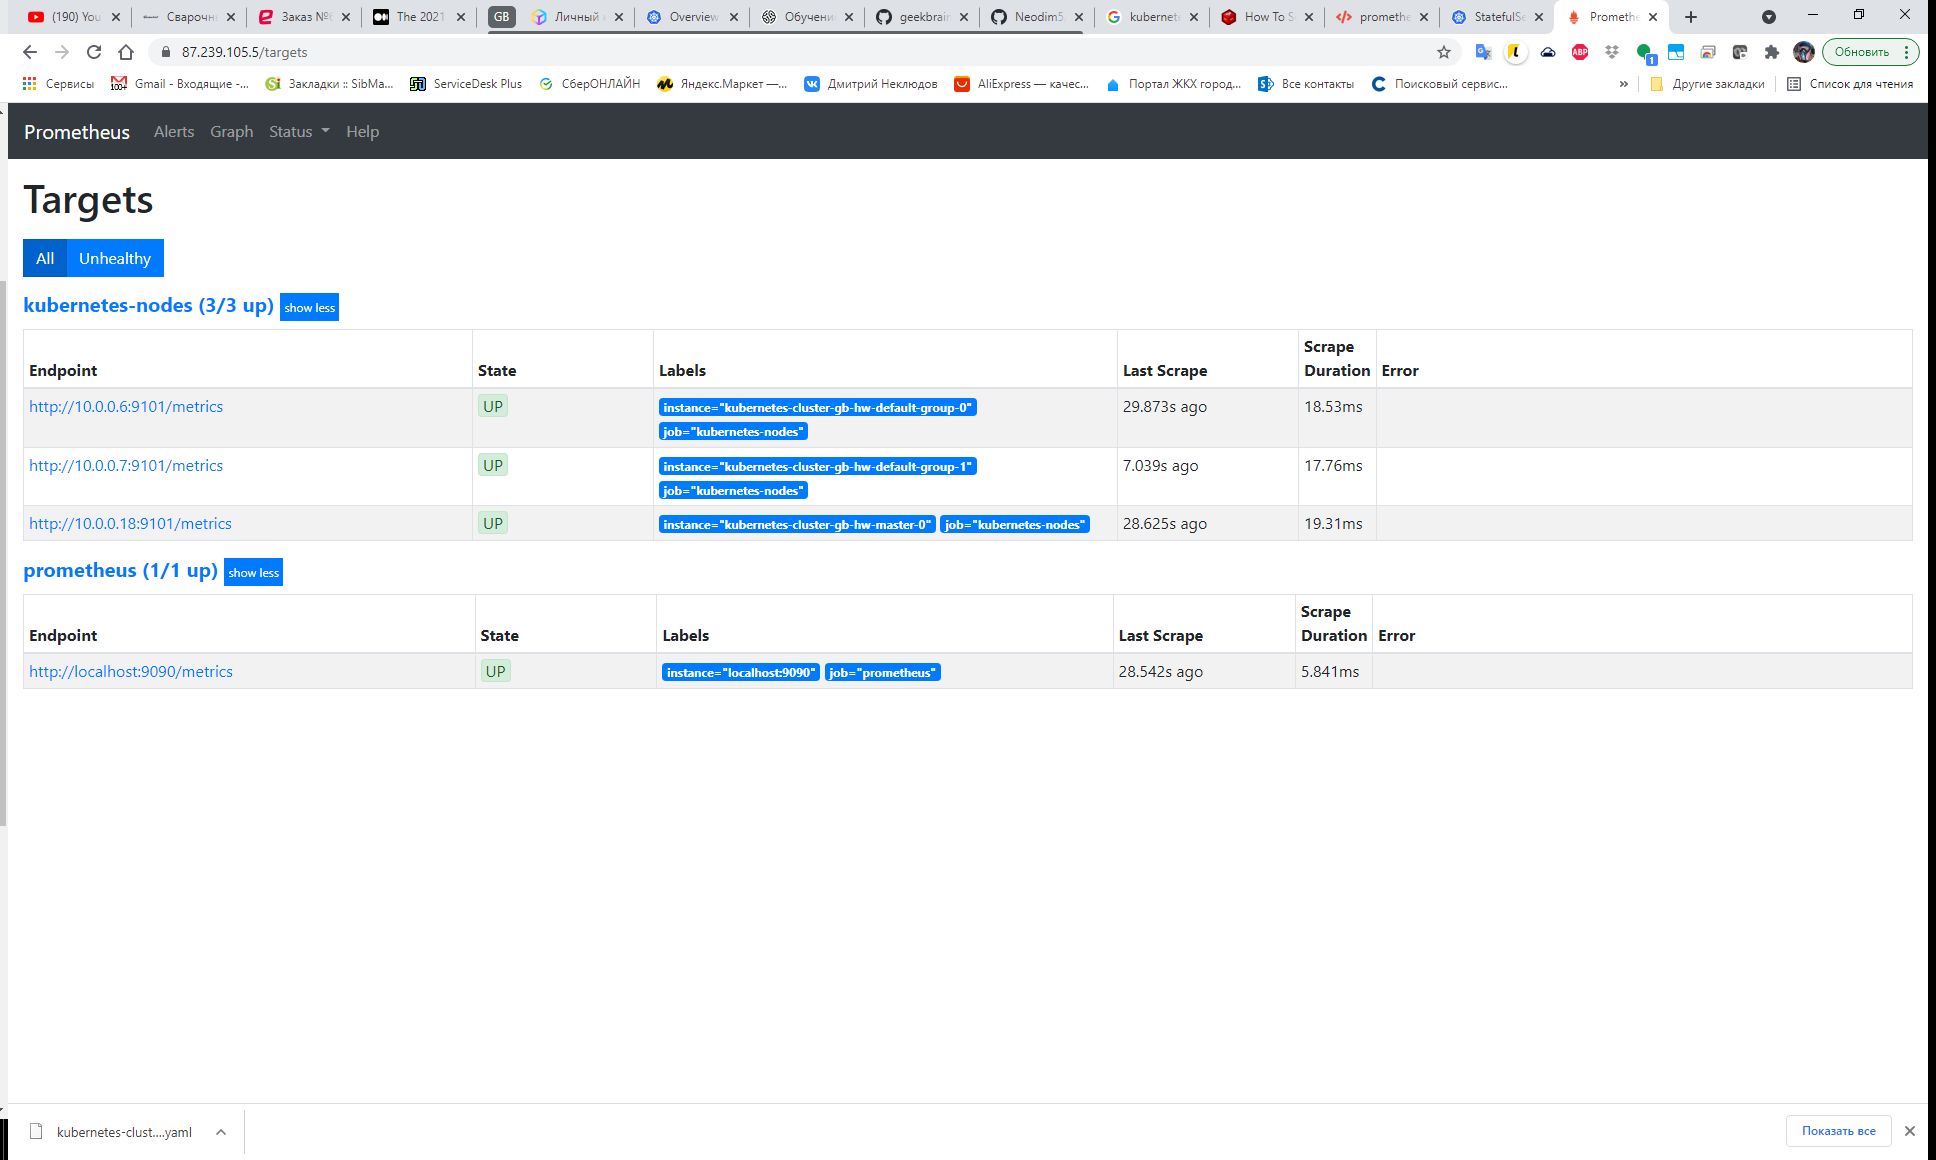 (190) You
Сварочн
Заказ №6
The 2021
GB
Личный
Overview
Обучени
geekbrain
Neodim5
kubernete
How To S
promethe
StatefulSe
Promethe
87.239.105.5/targets
ABP
1
Обновить
Сервисы
100+
Gmail - Входящие -...
Закладки :: SibMa...
ServiceDesk Plus
СберОНЛАЙН
Яндекс.Маркет —...
Дмитрий Неклюдов
AliExpress — качес...
Портал ЖКХ город...
Все контакты
Поисковый сервис...
»
Другие закладки
Список для чтения
Prometheus Alerts Graph Status Help
Targets
All Unhealthy
kubernetes-nodes (3/3 up) show less
Endpoint State Labels Last Scrape Scrape Duration Error
http://10.0.0.6:9101/metrics UP instance="kubernetes-cluster-gb-hw-default-group-0" 29.873s ago 18.53ms
job="kubernetes-nodes"
http://10.0.0.7:9101/metrics UP instance="kubernetes-cluster-gb-hw-default-group-1" 7.039s ago 17.76ms
job="kubernetes-nodes"
http://10.0.0.18:9101/metrics UP instance="kubernetes-cluster-gb-hw-master-0" job="kubernetes-nodes" 28.625s ago 19.31ms
prometheus (1/1 up) show less
Endpoint State Labels Last Scrape Scrape Duration Error
http://localhost:9090/metrics UP instance="localhost:9090" job="prometheus" 28.542s ago 5.841ms
kubernetes-clust....yaml
Показать все